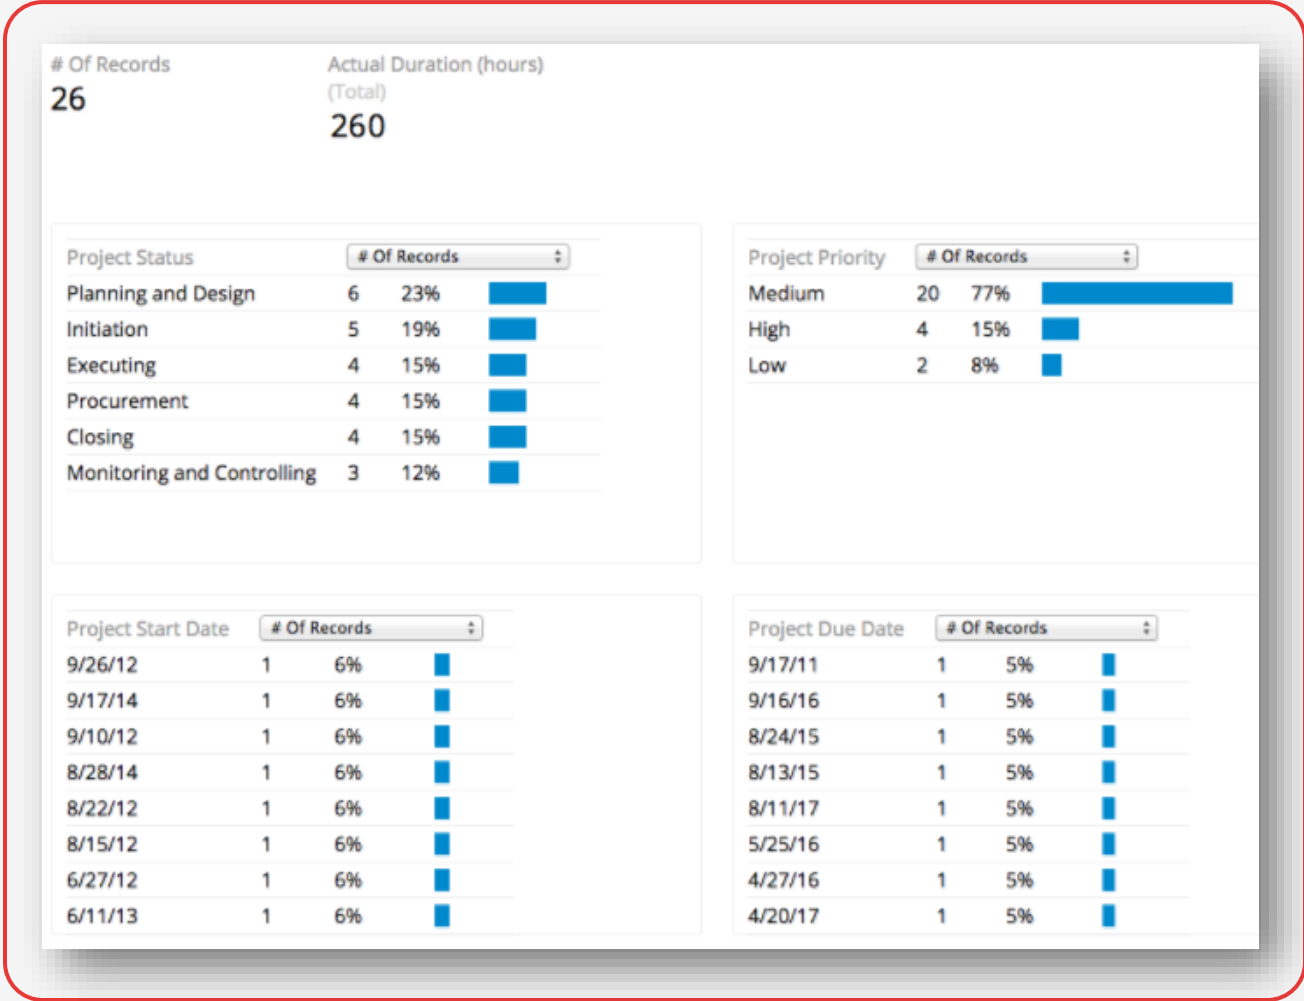 # Of Records
26
Actual Duration (hours)
(Total)
260
Project Status # Of Records
Planning and Design 6 23%
Initiation 5 19%
Executing 4 15%
Procurement 4 15%
Closing 4 15%
Monitoring and Controlling 3 12%
Project Priority # Of Records
Medium 20 77%
High 4 15%
Low 2 8%
Project Start Date # Of Records
9/26/12 1 6%
9/17/14 1 6%
9/10/12 1 6%
8/28/14 1 6%
8/22/12 1 6%
8/15/12 1 6%
6/27/12 1 6%
6/11/13 1 6%
Project Due Date # Of Records
9/17/11 1 5%
9/16/16 1 5%
8/24/15 1 5%
8/13/15 1 5%
8/11/17 1 5%
5/25/16 1 5%
4/27/16 1 5%
4/20/17 1 5%